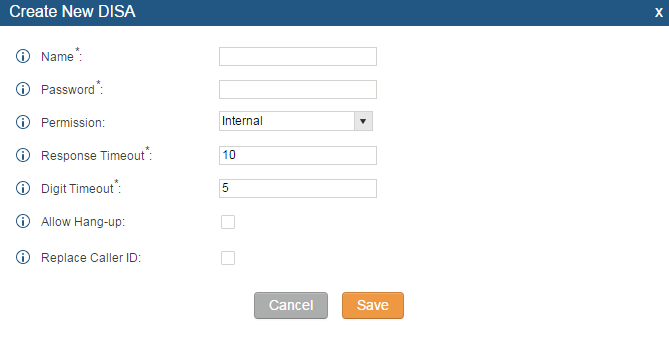 Create New DISA X
Name*:
Password*:
Permission: Internal
Response Timeout*: 10
Digit Timeout*: 5
Allow Hang-up:
Replace Caller ID:
Cancel Save